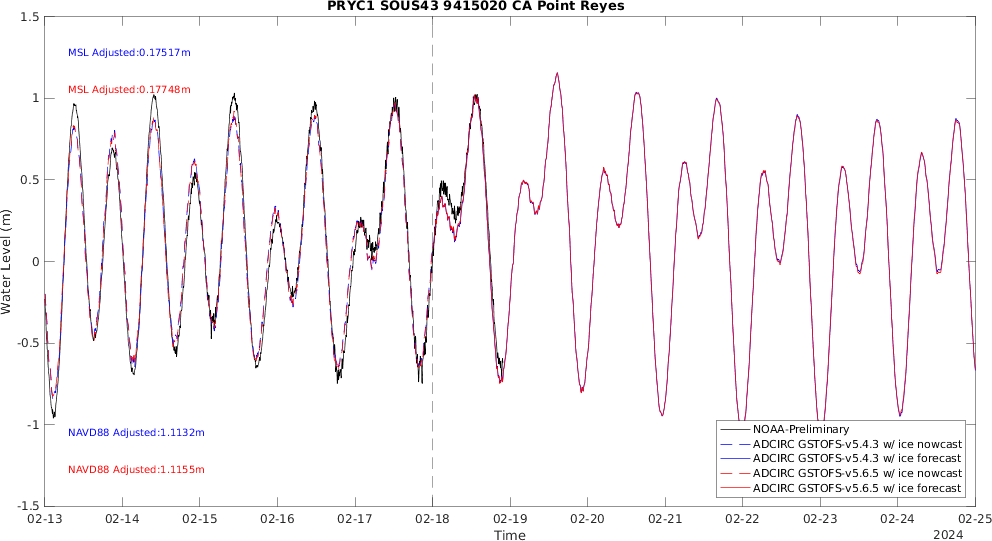 PRYC1 SOUS43 9415020 CA Point Reyes
1.5
MSL Adjusted:0.17517m
MSL Adjusted:0.17748m
1
0.5
Water Level (m)
0
-0.5
-1
NAVD88 Adjusted:1.1132m
NAVD88 Adjusted:1.1155m
-1.5
NOAA-Preliminary
ADCIRC GSTOFS-v5.4.3 w/ ice nowcast
ADCIRC GSTOFS-v5.4.3 w/ ice forecast
ADCIRC GSTOFS-v5.6.5 w/ ice nowcast
ADCIRC GSTOFS-v5.6.5 w/ ice forecast
02-13 02-14 02-15 02-16 02-17 02-18 02-19 02-20 02-21 02-22 02-23 02-24 02-25
Time
2024